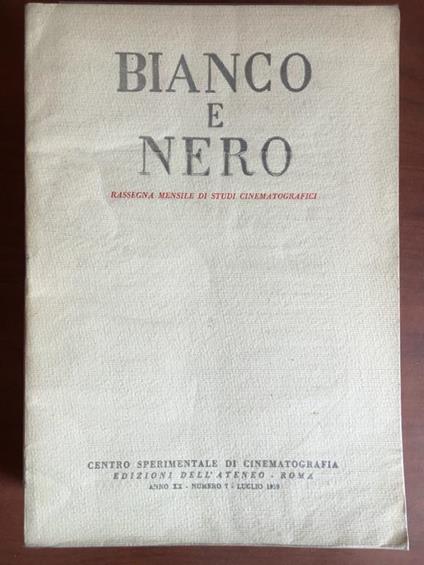 BIANCO
E
NERO
RASSEGNA MENSILE DI STUDI CINEMATOGRAFICI
CENTRO SPERIMENTALE DI CINEMATOGRAFIA
EDIZIONI DELL'ATENEO - ROMA
ANNO XX - NUMERO 7 - LUGLIO 1959